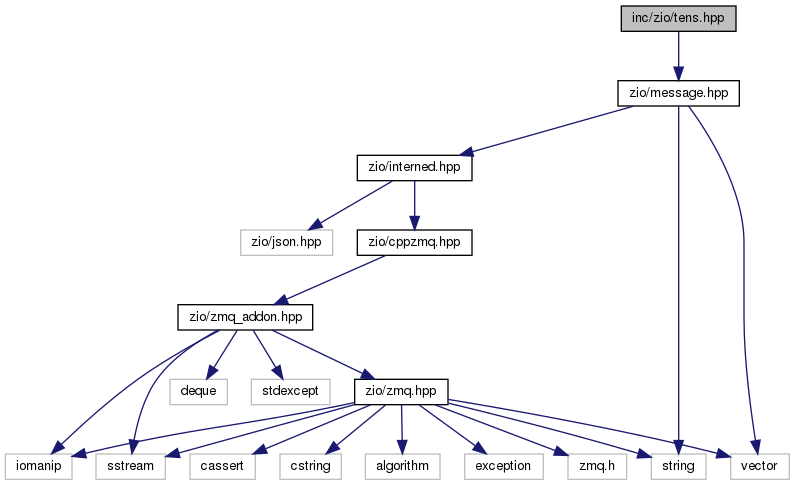 inc/zio/tens.hpp
zio/message.hpp
zio/interned.hpp
zio/json.hpp
zio/cppzmq.hpp
zio/zmq_addon.hpp
deque
stdexcept
zio/zmq.hpp
iomanip
sstream
cassert
cstring
algorithm
exception
zmq.h
string
vector